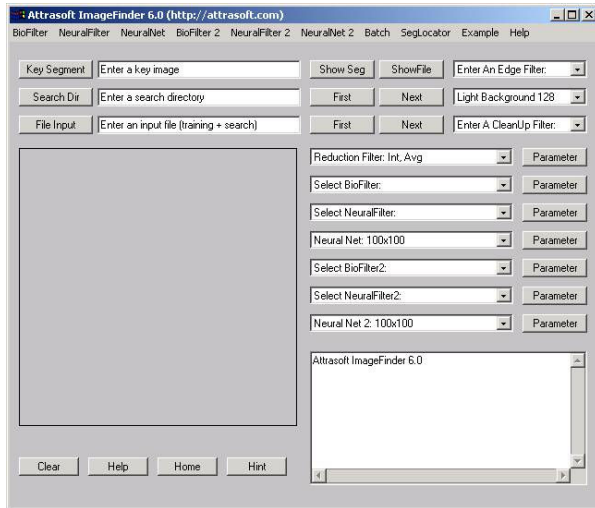 Attrasoft ImageFinder 6.0 (http://attrasoft.com)
BioFilter NeuralFilter NeuralNet BioFilter 2 NeuralFilter 2 NeuralNet 2 Batch SegLocator Example Help
Key Segment Enter a key image Show Seg ShowFile Enter An Edge Filter:
Search Dir Enter a search directory First Next Light Background 128
File Input Enter an input file (training + search) First Next Enter A CleanUp Filter:
Reduction Filter: Int, Avg Parameter
Select BioFilter: Parameter
Select NeuralFilter: Parameter
Neural Net: 100x100 Parameter
Select BioFilter2: Parameter
Select NeuralFilter2: Parameter
Neural Net 2: 100x100 Parameter
Attrasoft ImageFinder 6.0
Clear Help Home Hint